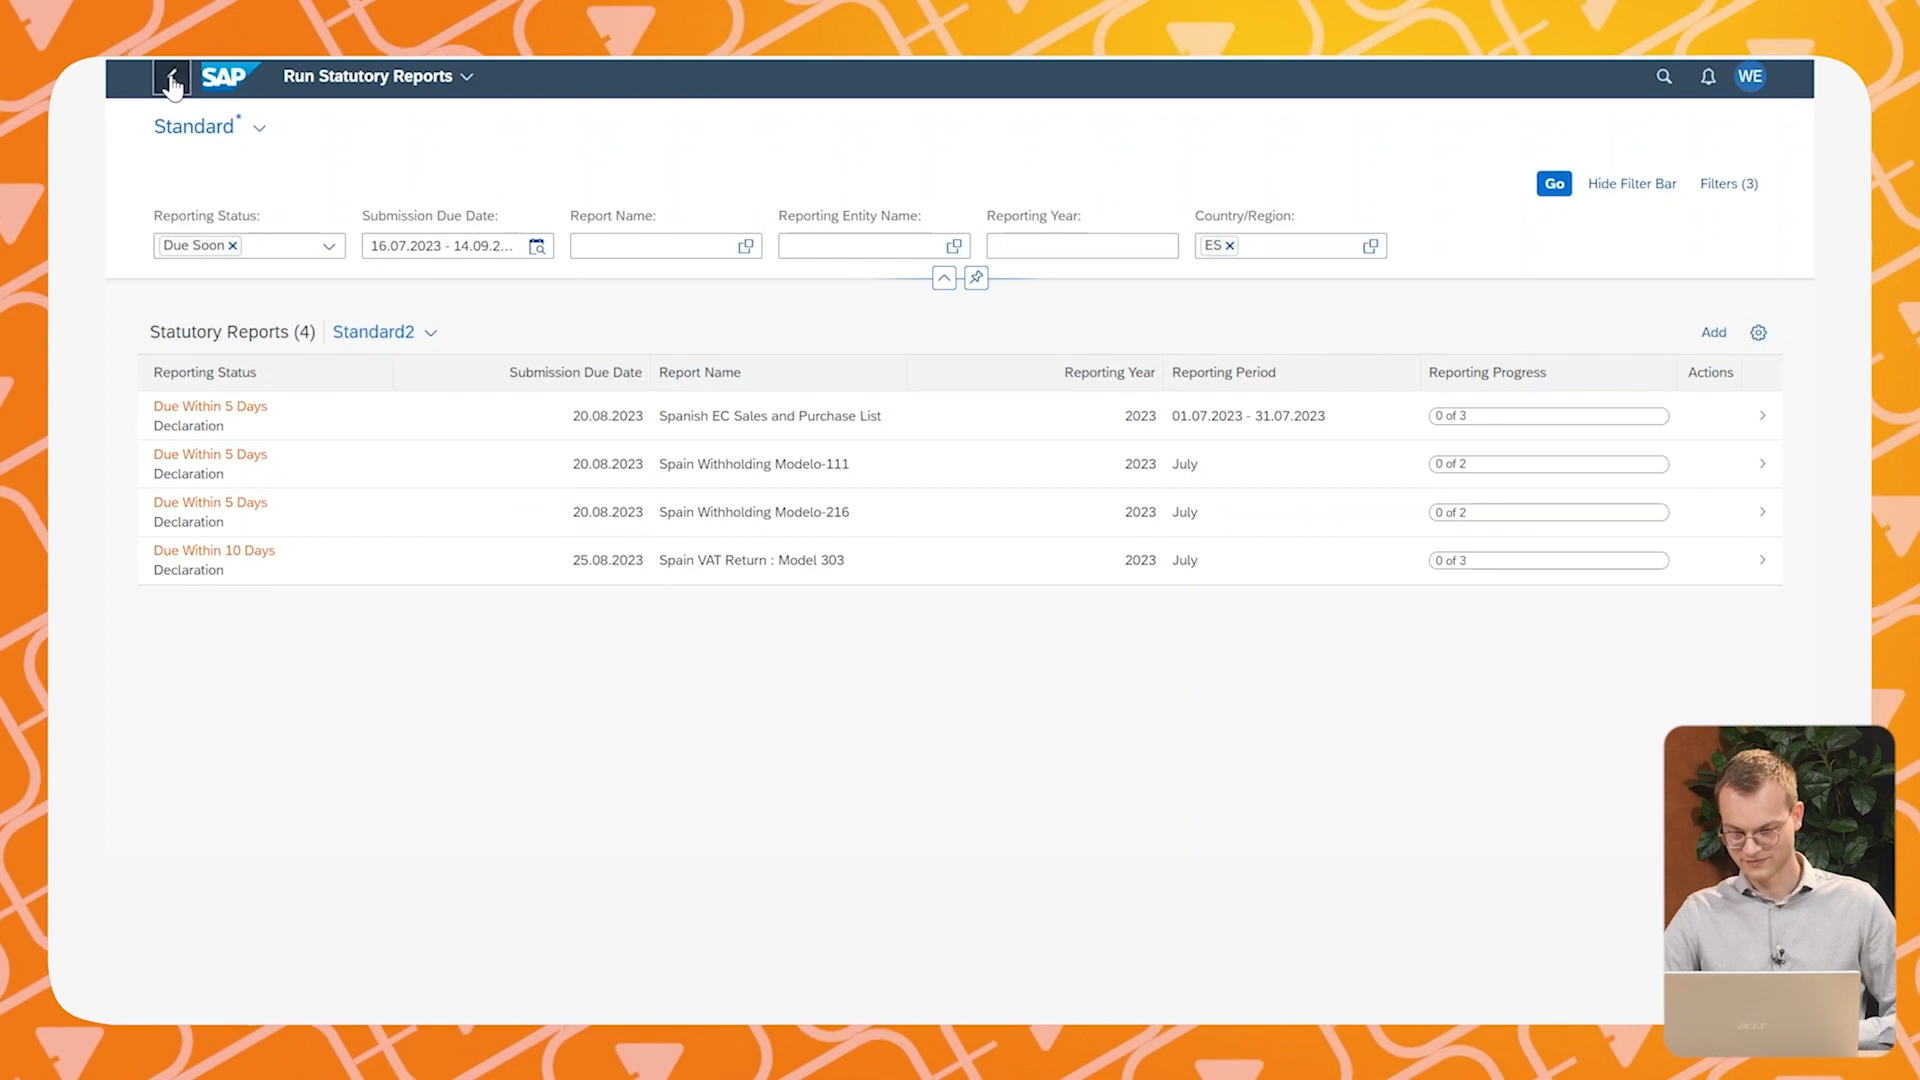 SAP Run Statutory Reports WE
Standard*
Go Hide Filter Bar Filters (3)
Reporting Status: Submission Due Date: Report Name: Reporting Entity Name: Reporting Year: Country/Region:
Due Soon 16.07.2023 - 14.09.2... ES
Statutory Reports (4) Standard2 Add
Reporting Status Submission Due Date Report Name Reporting Year Reporting Period Reporting Progress Actions
Due Within 5 Days
Declaration 20.08.2023 Spanish EC Sales and Purchase List 2023 01.07.2023 - 31.07.2023 0 of 3
Due Within 5 Days
Declaration 20.08.2023 Spain Withholding Modelo-111 2023 July 0 of 2
Due Within 5 Days
Declaration 20.08.2023 Spain Withholding Modelo-216 2023 July 0 of 2
Due Within 10 Days
Declaration 25.08.2023 Spain VAT Return : Model 303 2023 July 0 of 3
acer